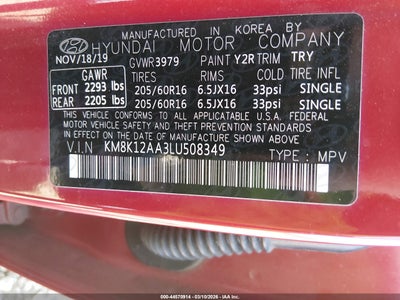 MANUFACTURED IN KOREA BY
HYUNDAI MOTOR COMPANY
NOV/18/19 GVWR3979 PAINT Y2R TRIM TRY
GAWR TIRES RIMS COLD TIRE INFL
FRONT 2293 lbs 205/60R16 6.5JX16 33psi SINGLE
REAR 2205 lbs 205/60R16 6.5JX16 33psi SINGLE
THIS VEHICLE CONFORMS TO ALL APPLICABLE U.S.A. FEDERAL
MOTOR VEHICLE SAFETY AND THEFT PREVENTION STANDARDS
IN EFFECT ON THE DATE OF MANUFACTURE SHOWN ABOVE.
V.I.N KM8K12AA3LU508349 TYPE : MPV
000-44570914 - 03/10/2026 - IAA Inc.